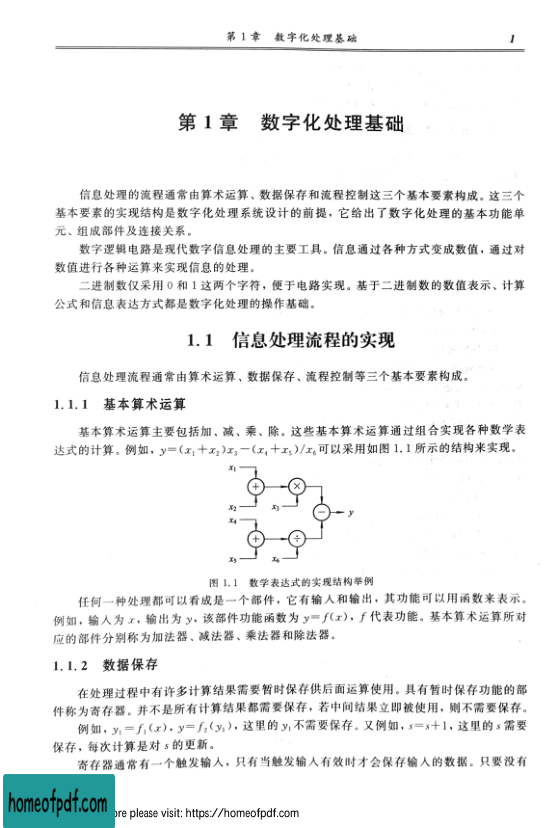 第 1 章 数字化处理基础 1
第 1 章 数字化处理基础
信息处理的流程通常由算术运算、数据保存和流程控制这三个基本要素构成。这三个
基本要素的实现结构是数字化处理系统设计的前提，它给出了数字化处理的基本功能单
元、组成部件及连接关系。
数字逻辑电路是现代数字信息处理的主要工具。信息通过各种方式变成数值，通过对
数值进行各种运算来实现信息的处理。
二进制数仅采用 0 和 1 这两个字符，便于电路实现。基于二进制数的数值表示、计算
公式和信息表达方式都是数字化处理的操作基础。
1.1 信息处理流程的实现
信息处理流程通常由算术运算、数据保存、流程控制等三个基本要素构成。
1.1.1 基本算术运算
基本算术运算主要包括加、减、乘、除。这些基本算术运算通过组合实现各种数学表
达式的计算。例如，y=(x₁+x₂)x₃-(x₄+x₅)/x₆可以采用如图 1.1 所示的结构来实现。
x₁
+ ×
x₂ x₃
− y
x₄
+ ÷
x₅ x₆
图 1.1 数学表达式的实现结构举例
任何一种处理都可以看成是一个部件，它有输入和输出，其功能可以用函数来表示。
例如，输入为 x，输出为 y，该部件功能函数为 y=f(x)，f 代表功能。基本算术运算所对
应的部件分别称为加法器、减法器、乘法器和除法器。
1.1.2 数据保存
在处理过程中有许多计算结果需要暂时保存供后面运算使用。具有暂时保存功能的部
件称为寄存器。并不是所有计算结果都需要保存，若中间结果立即被使用，则不需要保存。
例如，y₁=f₁(x)，y=f₂(y₁)，这里的 y₁不需要保存。又例如，s=s+1，这里的 s 需要
保存，每次计算是对 s 的更新。
寄存器通常有一个触发输入，只有当触发输入有效时才会保存输入的数据。只要没有
homeofpdf.com
ore please visit: https://homeofpdf.com